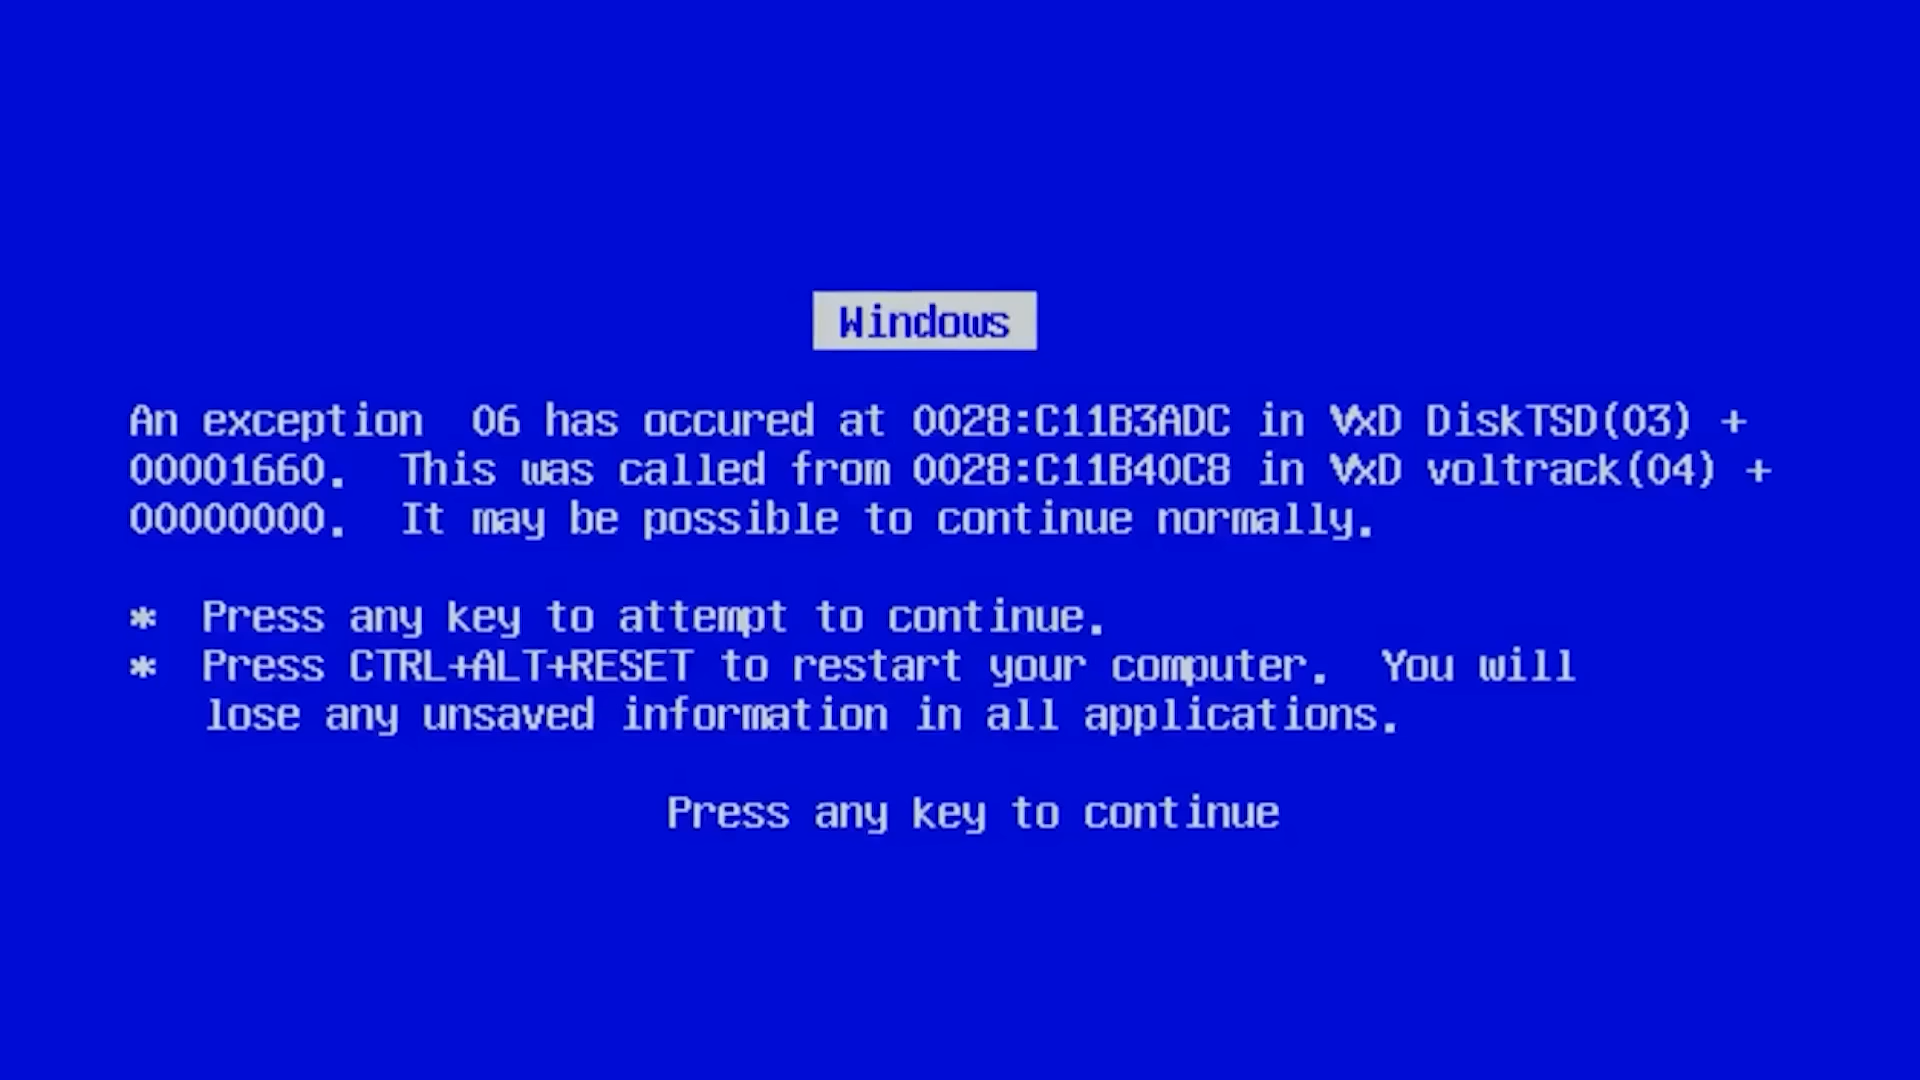 Windows
An exception  06 has occured at 0028:C11B3ADC in VxD DiskTSD(03) +
00001660.  This was called from 0028:C11B40C8 in VxD voltrack(04) +
00000000.  It may be possible to continue normally.
*  Press any key to attempt to continue.
*  Press CTRL+ALT+RESET to restart your computer.  You will
lose any unsaved information in all applications.
Press any key to continue